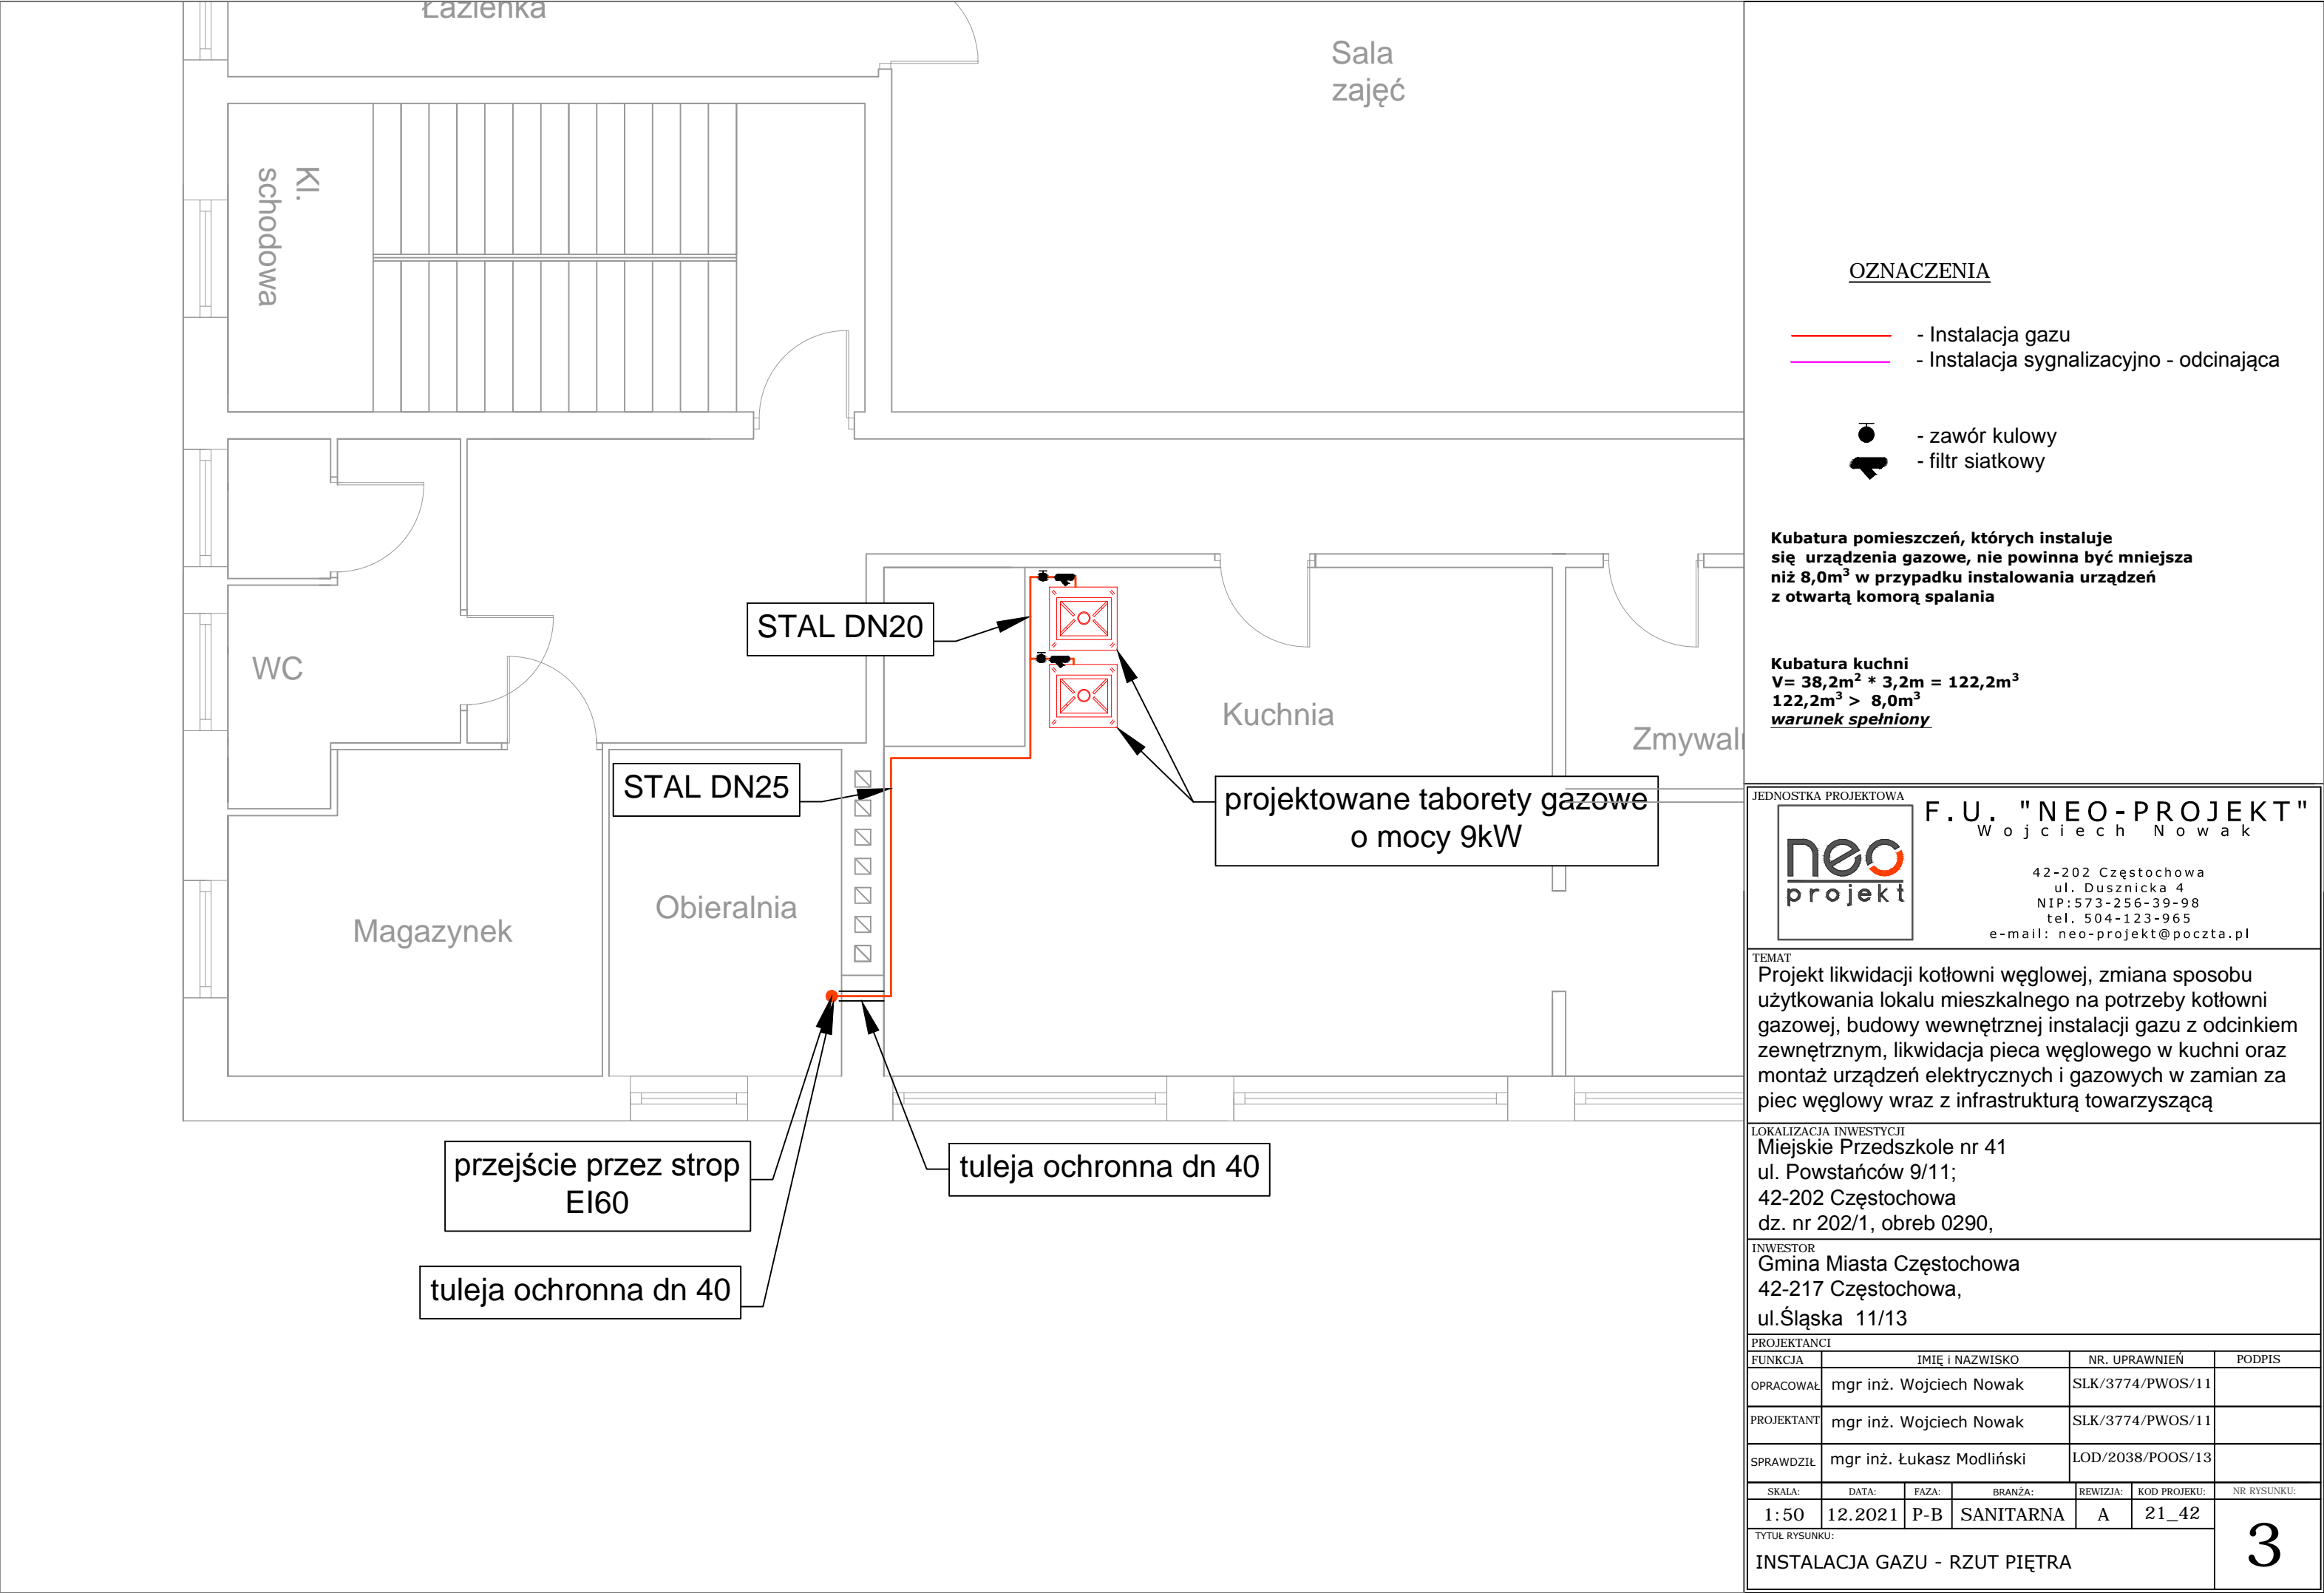 Łazienka
Sala
zajęć
Kl.
schodowa
STAL DN20
WC
Kuchnia
STAL DN25
projektowane taborety gazowe
o mocy 9kW
Obieralnia
Magazynek
przejście przez strop
EI60
tuleja ochronna dn 40
tuleja ochronna dn 40
OZNACZENIA
- Instalacja gazu
- Instalacja sygnalizacyjno - odcinająca
- zawór kulowy
- filtr siatkowy
Kubatura pomieszczeń, których instaluje
się urządzenia gazowe, nie powinna być mniejsza
niż 8,0m³ w przypadku instalowania urządzeń
z otwartą komorą spalania
Kubatura kuchni
V= 38,2m² * 3,2m = 122,2m³
122,2m³ > 8,0m³
warunek spełniony
JEDNOSTKA PROJEKTOWA
neo
projekt
F.U. "NEO-PROJEKT"
Wojciech Nowak
42-202 Częstochowa
ul. Dusznicka 4
NIP:573-256-39-98
tel. 504-123-965
e-mail: neo-projekt@poczta.pl
TEMAT
Projekt likwidacji kotłowni węglowej, zmiana sposobu
użytkowania lokalu mieszkalnego na potrzeby kotłowni
gazowej, budowy wewnętrznej instalacji gazu z odcinkiem
zewnętrznym, likwidacja pieca węglowego w kuchni oraz
montaż urządzeń elektrycznych i gazowych w zamian za
piec węglowy wraz z infrastrukturą towarzyszącą
LOKALIZACJA INWESTYCJI
Miejskie Przedszkole nr 41
ul. Powstańców 9/11;
42-202 Częstochowa
dz. nr 202/1, obreb 0290,
INWESTOR
Gmina Miasta Częstochowa
42-217 Częstochowa,
ul.Śląska 11/13
PROJEKTANCI
FUNKCJA IMIĘ i NAZWISKO NR. UPRAWNIEŃ PODPIS
OPRACOWAŁ mgr inż. Wojciech Nowak SLK/3774/PWOS/11
PROJEKTANT mgr inż. Wojciech Nowak SLK/3774/PWOS/11
SPRAWDZIŁ mgr inż. Łukasz Modliński LOD/2038/POOS/13
SKALA: DATA: FAZA: BRANŻA: REWIZJA: KOD PROJEKU: NR RYSUNKU:
1:50 12.2021 P-B SANITARNA A 21_42 3
TYTUŁ RYSUNKU:
INSTALACJA GAZU - RZUT PIĘTRA